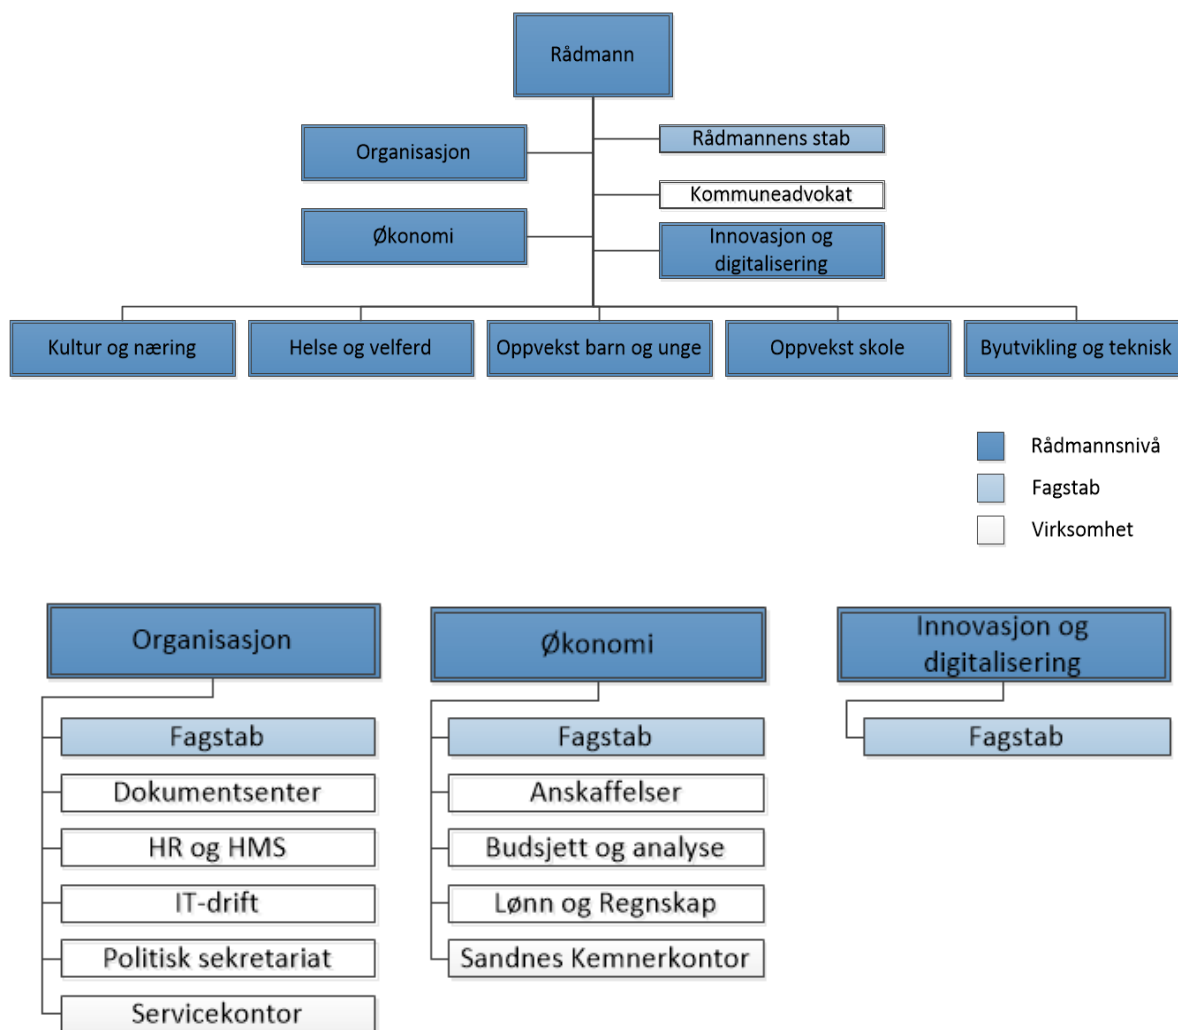 Rådmann
Organisasjon
Rådmannens stab
Kommuneadvokat
Økonomi
Innovasjon og
digitalisering
Kultur og næring
Helse og velferd
Oppvekst barn og unge
Oppvekst skole
Byutvikling og teknisk
Rådmannsnivå
Fagstab
Virksomhet
Organisasjon
Fagstab
Dokumentsenter
HR og HMS
IT-drift
Politisk sekretariat
Servicekontor
Økonomi
Fagstab
Anskaffelser
Budsjett og analyse
Lønn og Regnskap
Sandnes Kemnerkontor
Innovasjon og
digitalisering
Fagstab